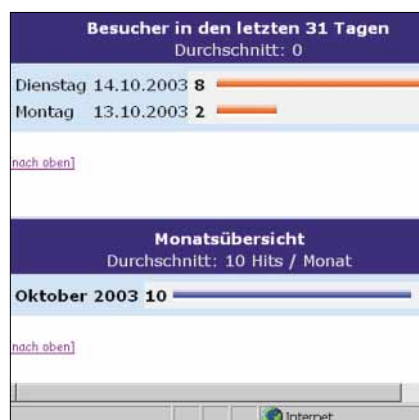 Besucher in den letzten 31 Tagen
Durchschnitt: 0
Dienstag 14.10.2003 8
Montag 13.10.2003 2
nach oben]
Monatsübersicht
Durchschnitt: 10 Hits / Monat
Oktober 2003 10
nach oben]
Internet